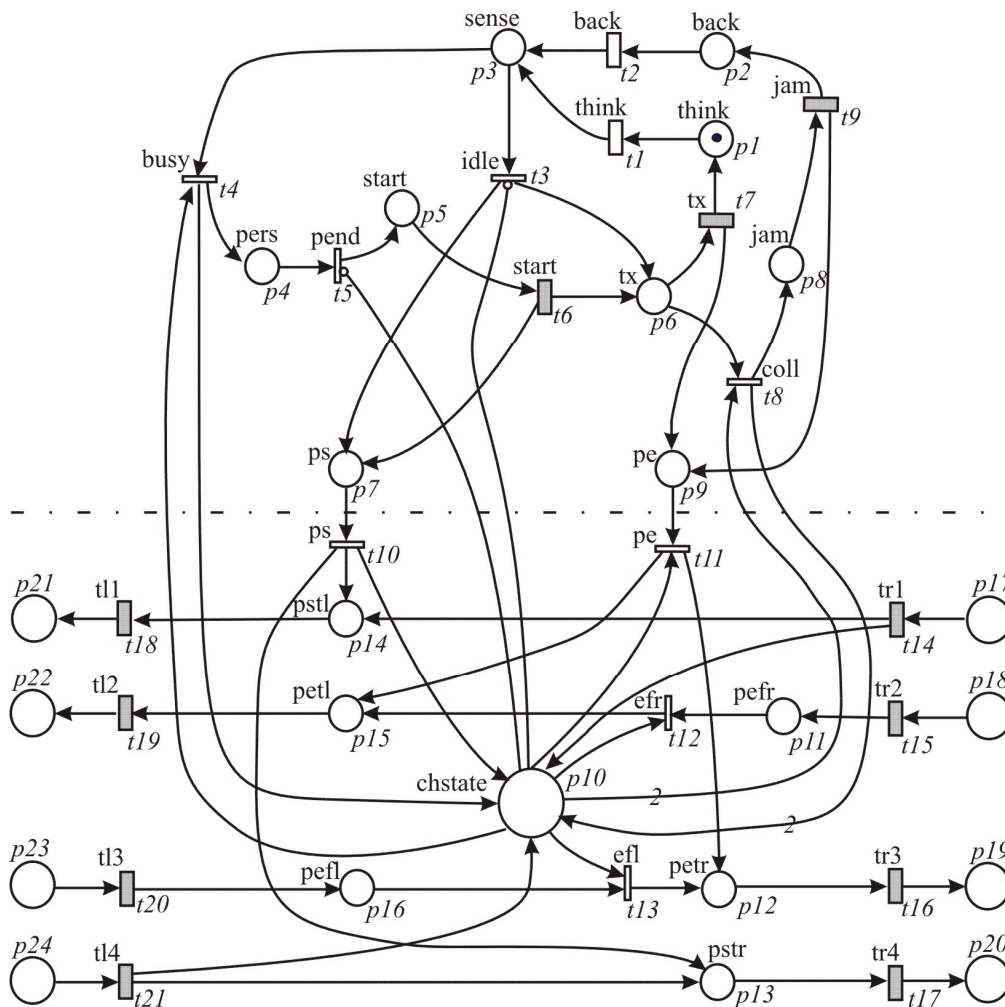 sense
back
back
p3
t2
p2
jam
think
think
t9
t1
p1
busy
idle
t3
start
t4
tx
t7
p5
pers
pend
start
tx
jam
p4
t5
p8
t6
p6
coll
t8
ps
pe
p7
p9
ps
pe
t10
t11
p21
tl1
pstl
tr1
p17
t18
p14
t14
p22
tl2
petl
efr
pefr
tr2
p18
t19
p15
t12
p11
t15
chstate
p10
2
2
p23
tl3
pefl
efl
petr
tr3
p19
t20
p16
t13
p12
t16
p24
tl4
pstr
tr4
p20
t21
p13
t17